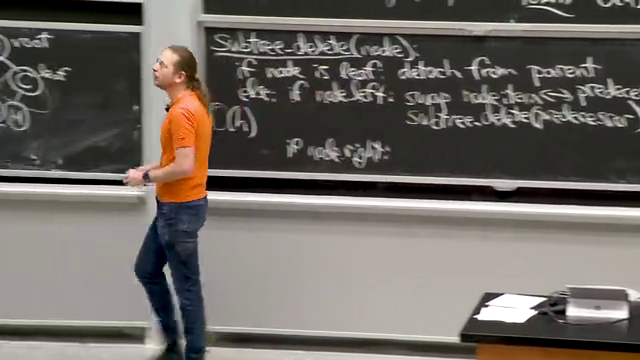 root
leaf
C
H
Subtree_delete(node):
if node is leaf: detach from parent
else: if node.left: swap node.item ↔
Subtree_delete(predecessor)
(h)
if node.right: